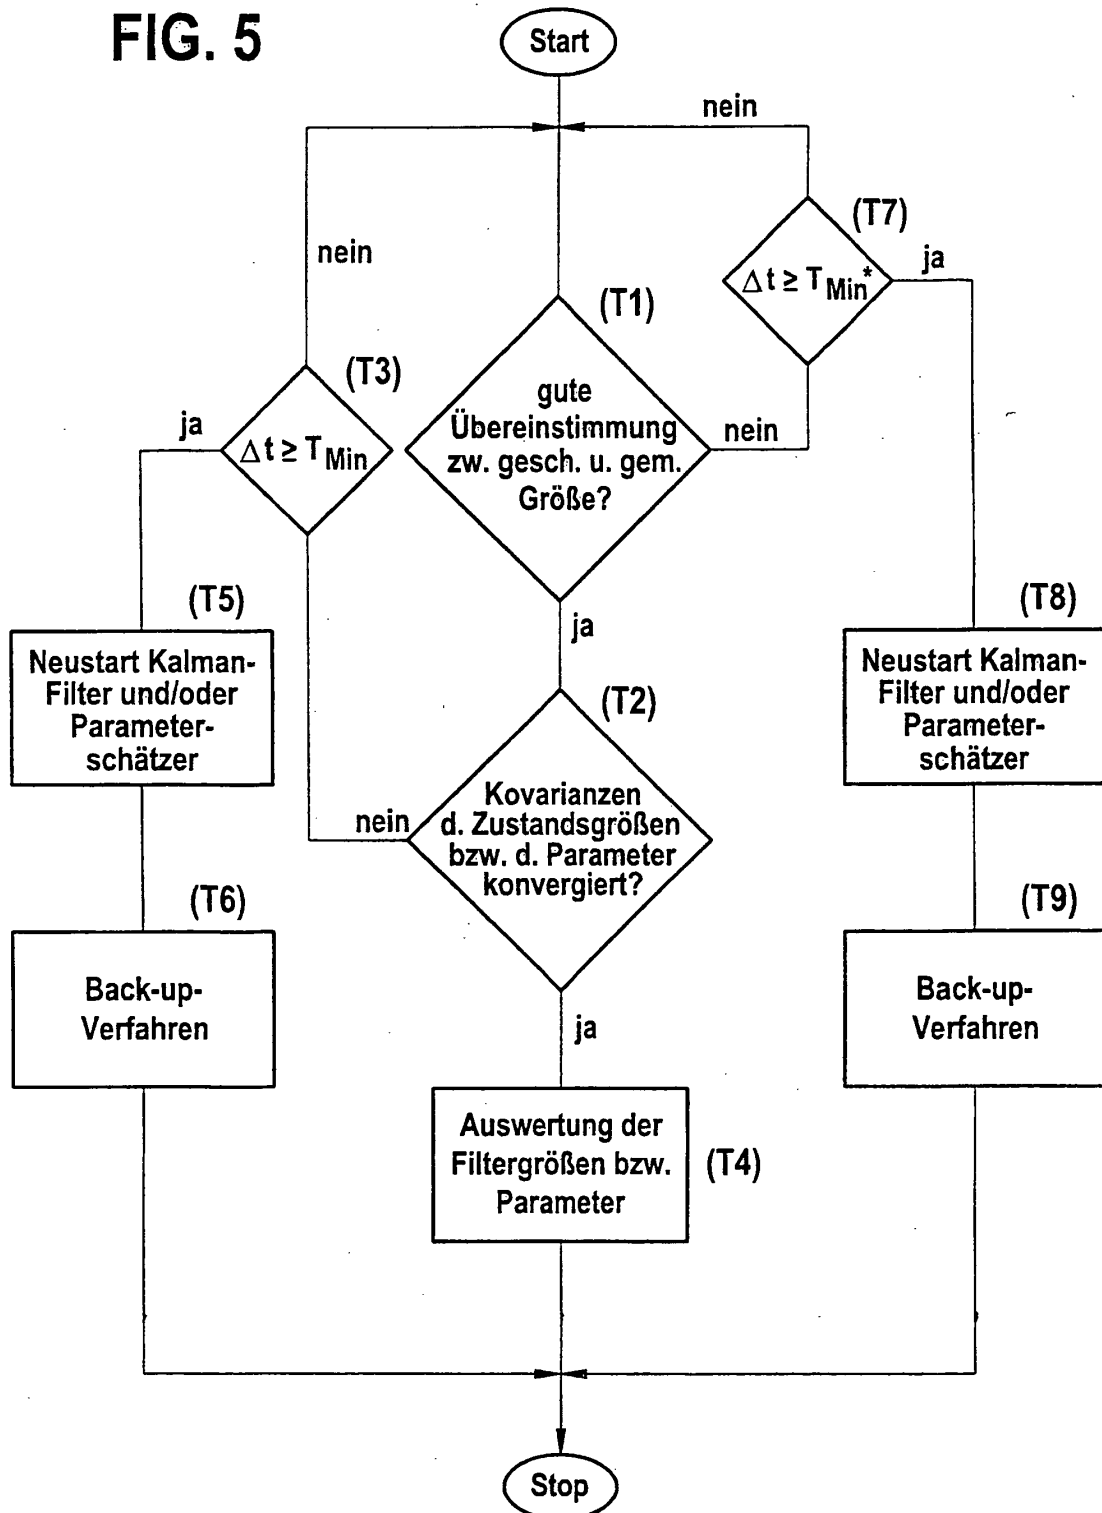 FIG. 5
Start
nein
(T7)
Δt ≥ T Min*
ja
nein
(T1)
gute
Übereinstimmung
zw. gesch. u. gem.
Größe?
nein
(T3)
ja
Δt ≥ T Min
ja
(T5)
Neustart Kalman-
Filter und/oder
Parameter-
schätzer
(T8)
Neustart Kalman-
Filter und/oder
Parameter-
schätzer
(T2)
Kovarianzen
d. Zustandsgrößen
bzw. d. Parameter
konvergiert?
nein
(T6)
Back-up-
Verfahren
(T9)
Back-up-
Verfahren
ja
Auswertung der
Filtergrößen bzw.
Parameter
(T4)
Stop